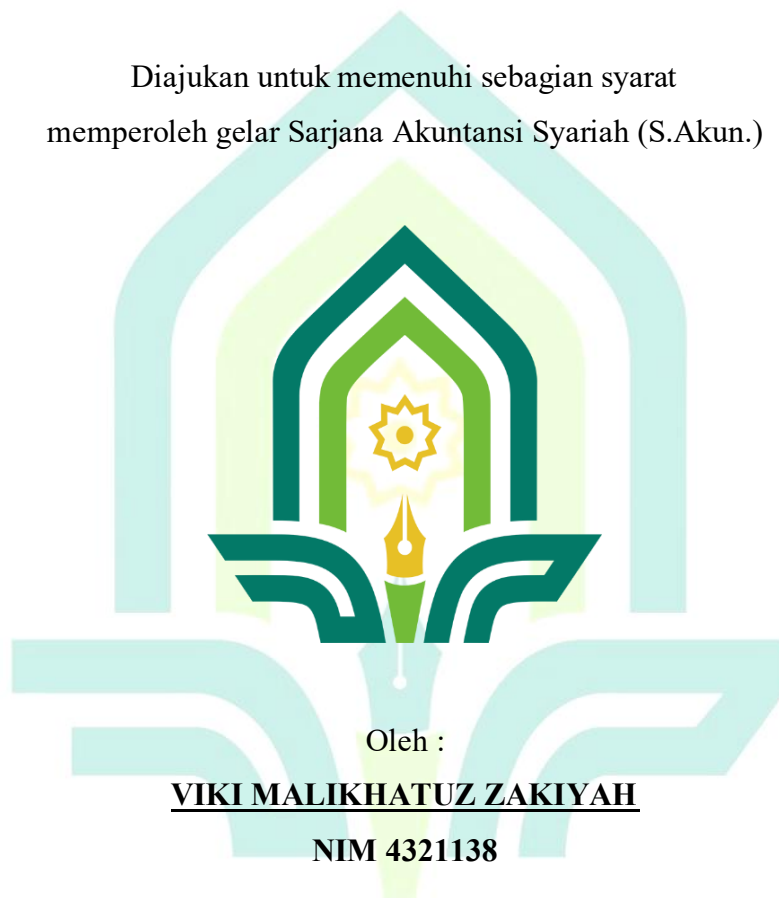 Diajukan untuk memenuhi sebagian syarat
memperoleh gelar Sarjana Akuntansi Syariah (S.Akun.)
Oleh :
VIKI MALIKHATUZ ZAKIYAH
NIM 4321138